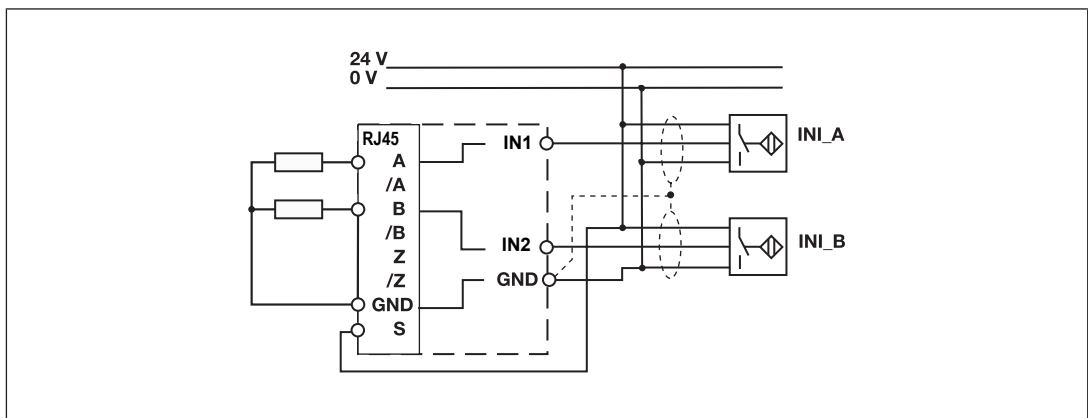 24 V
0 V
RJ45
A
/A
B
/B
Z
/Z
GND
S
IN1
IN2
GND
INI_A
INI_B